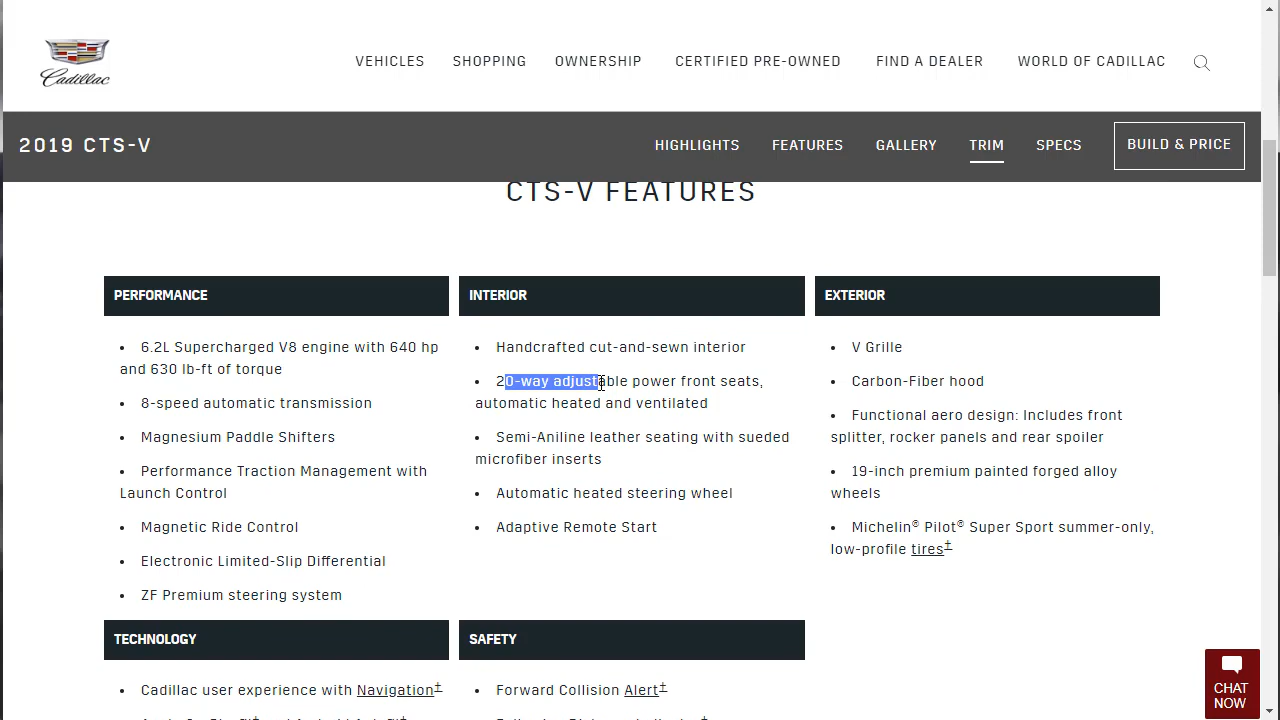 Cadillac
VEHICLES SHOPPING OWNERSHIP CERTIFIED PRE-OWNED FIND A DEALER WORLD OF CADILLAC
2019 CTS-V HIGHLIGHTS FEATURES GALLERY TRIM SPECS BUILD & PRICE
CTS-V FEATURES
PERFORMANCE
• 6.2L Supercharged V8 engine with 640 hp
and 630 lb-ft of torque
• 8-speed automatic transmission
• Magnesium Paddle Shifters
• Performance Traction Management with
Launch Control
• Magnetic Ride Control
• Electronic Limited-Slip Differential
• ZF Premium steering system
INTERIOR
• Handcrafted cut-and-sewn interior
• 20-way adjustable power front seats,
automatic heated and ventilated
• Semi-Aniline leather seating with sueded
microfiber inserts
• Automatic heated steering wheel
• Adaptive Remote Start
EXTERIOR
• V Grille
• Carbon-Fiber hood
• Functional aero design: Includes front
splitter, rocker panels and rear spoiler
• 19-inch premium painted forged alloy
wheels
• Michelin® Pilot® Super Sport summer-only,
low-profile tires‡
TECHNOLOGY
• Cadillac user experience with Navigation‡
SAFETY
• Forward Collision Alert‡
CHAT
NOW